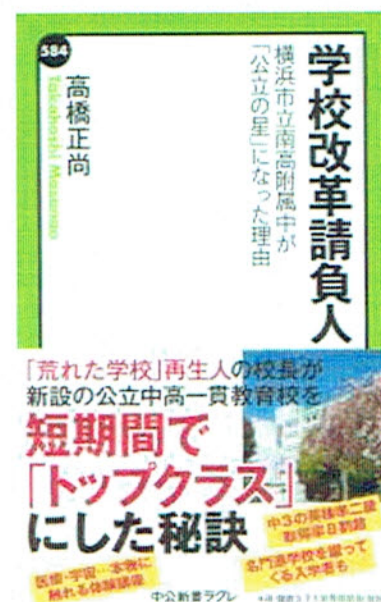 584
学校改革請負人
横浜市立南高附属中が
「公立の星」になった理由
高橋正尚
Takahashi Masanao
「荒れた学校」再生人の校長が
新設の公立中高一貫教育校を
短期間で
「トップクラス」
にした秘訣
中3の英検準二級
取得率8割超
名門進学校を蹴って
くる入学者も
医療・宇宙…本物に
触れる体験講座
中公新書ラクレ